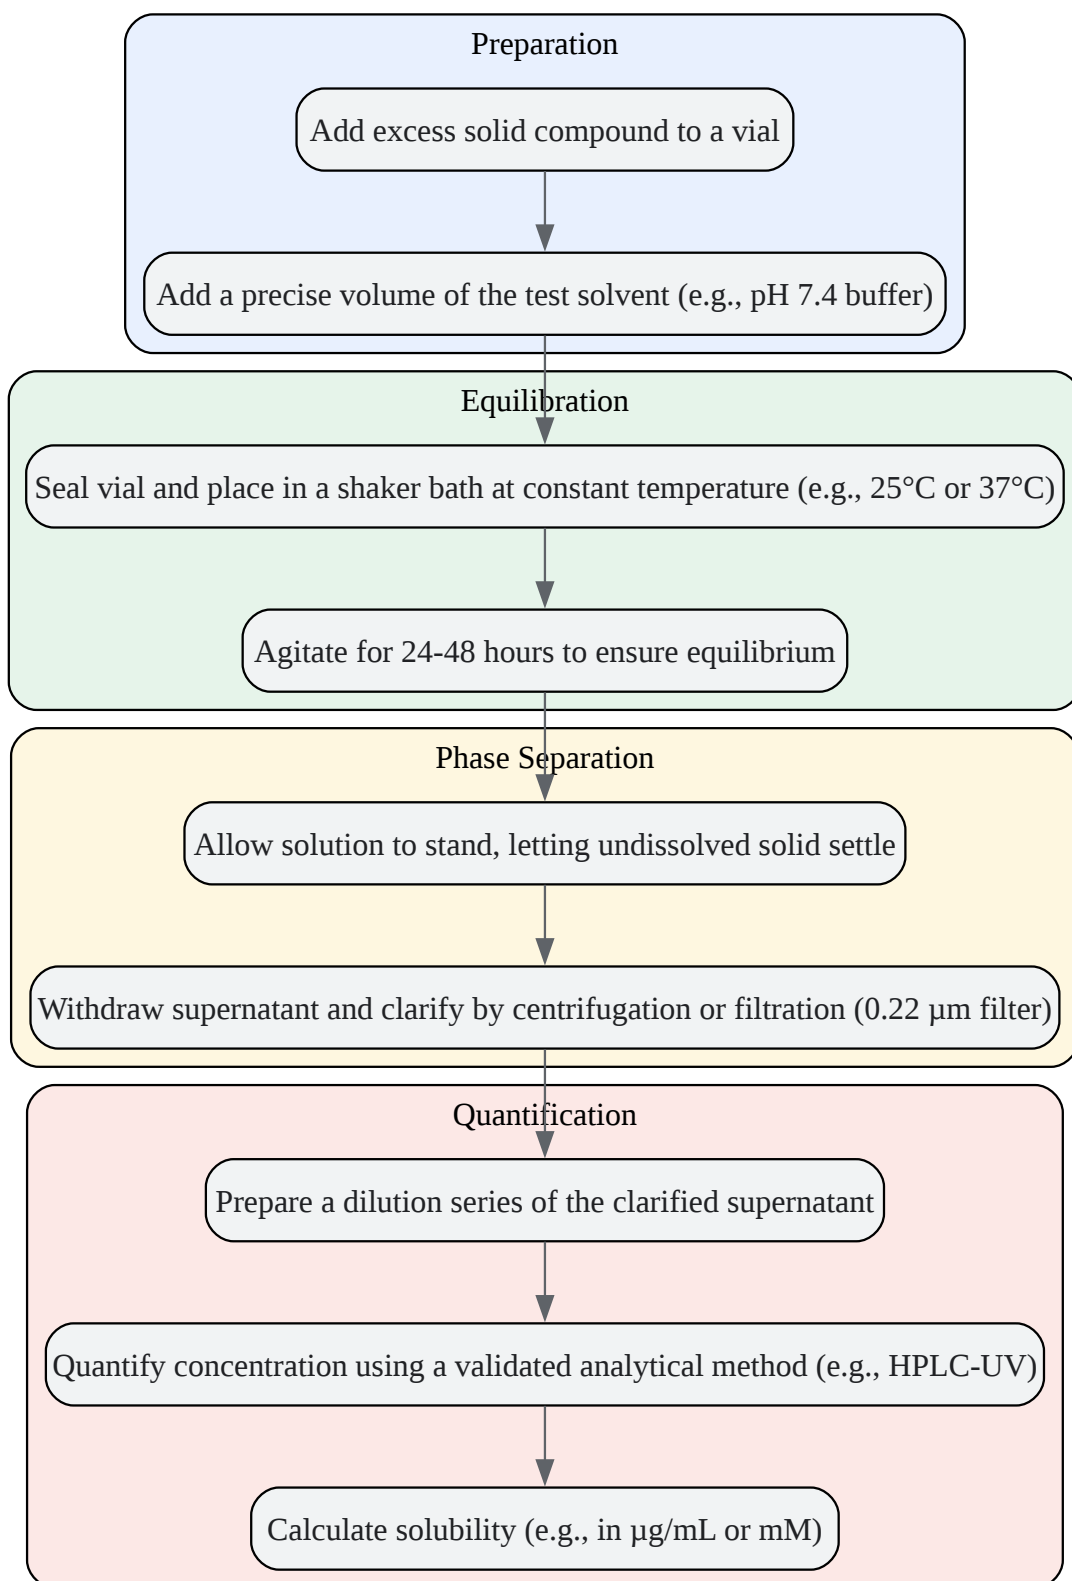 Preparation
Add excess solid compound to a vial
Add a precise volume of the test solvent (e.g., pH 7.4 buffer)
Equilibration
Seal vial and place in a shaker bath at constant temperature (e.g., 25°C or 37°C)
Agitate for 24-48 hours to ensure equilibrium
Phase Separation
Allow solution to stand, letting undissolved solid settle
Withdraw supernatant and clarify by centrifugation or filtration (0.22 µm filter)
Quantification
Prepare a dilution series of the clarified supernatant
Quantify concentration using a validated analytical method (e.g., HPLC-UV)
Calculate solubility (e.g., in µg/mL or mM)